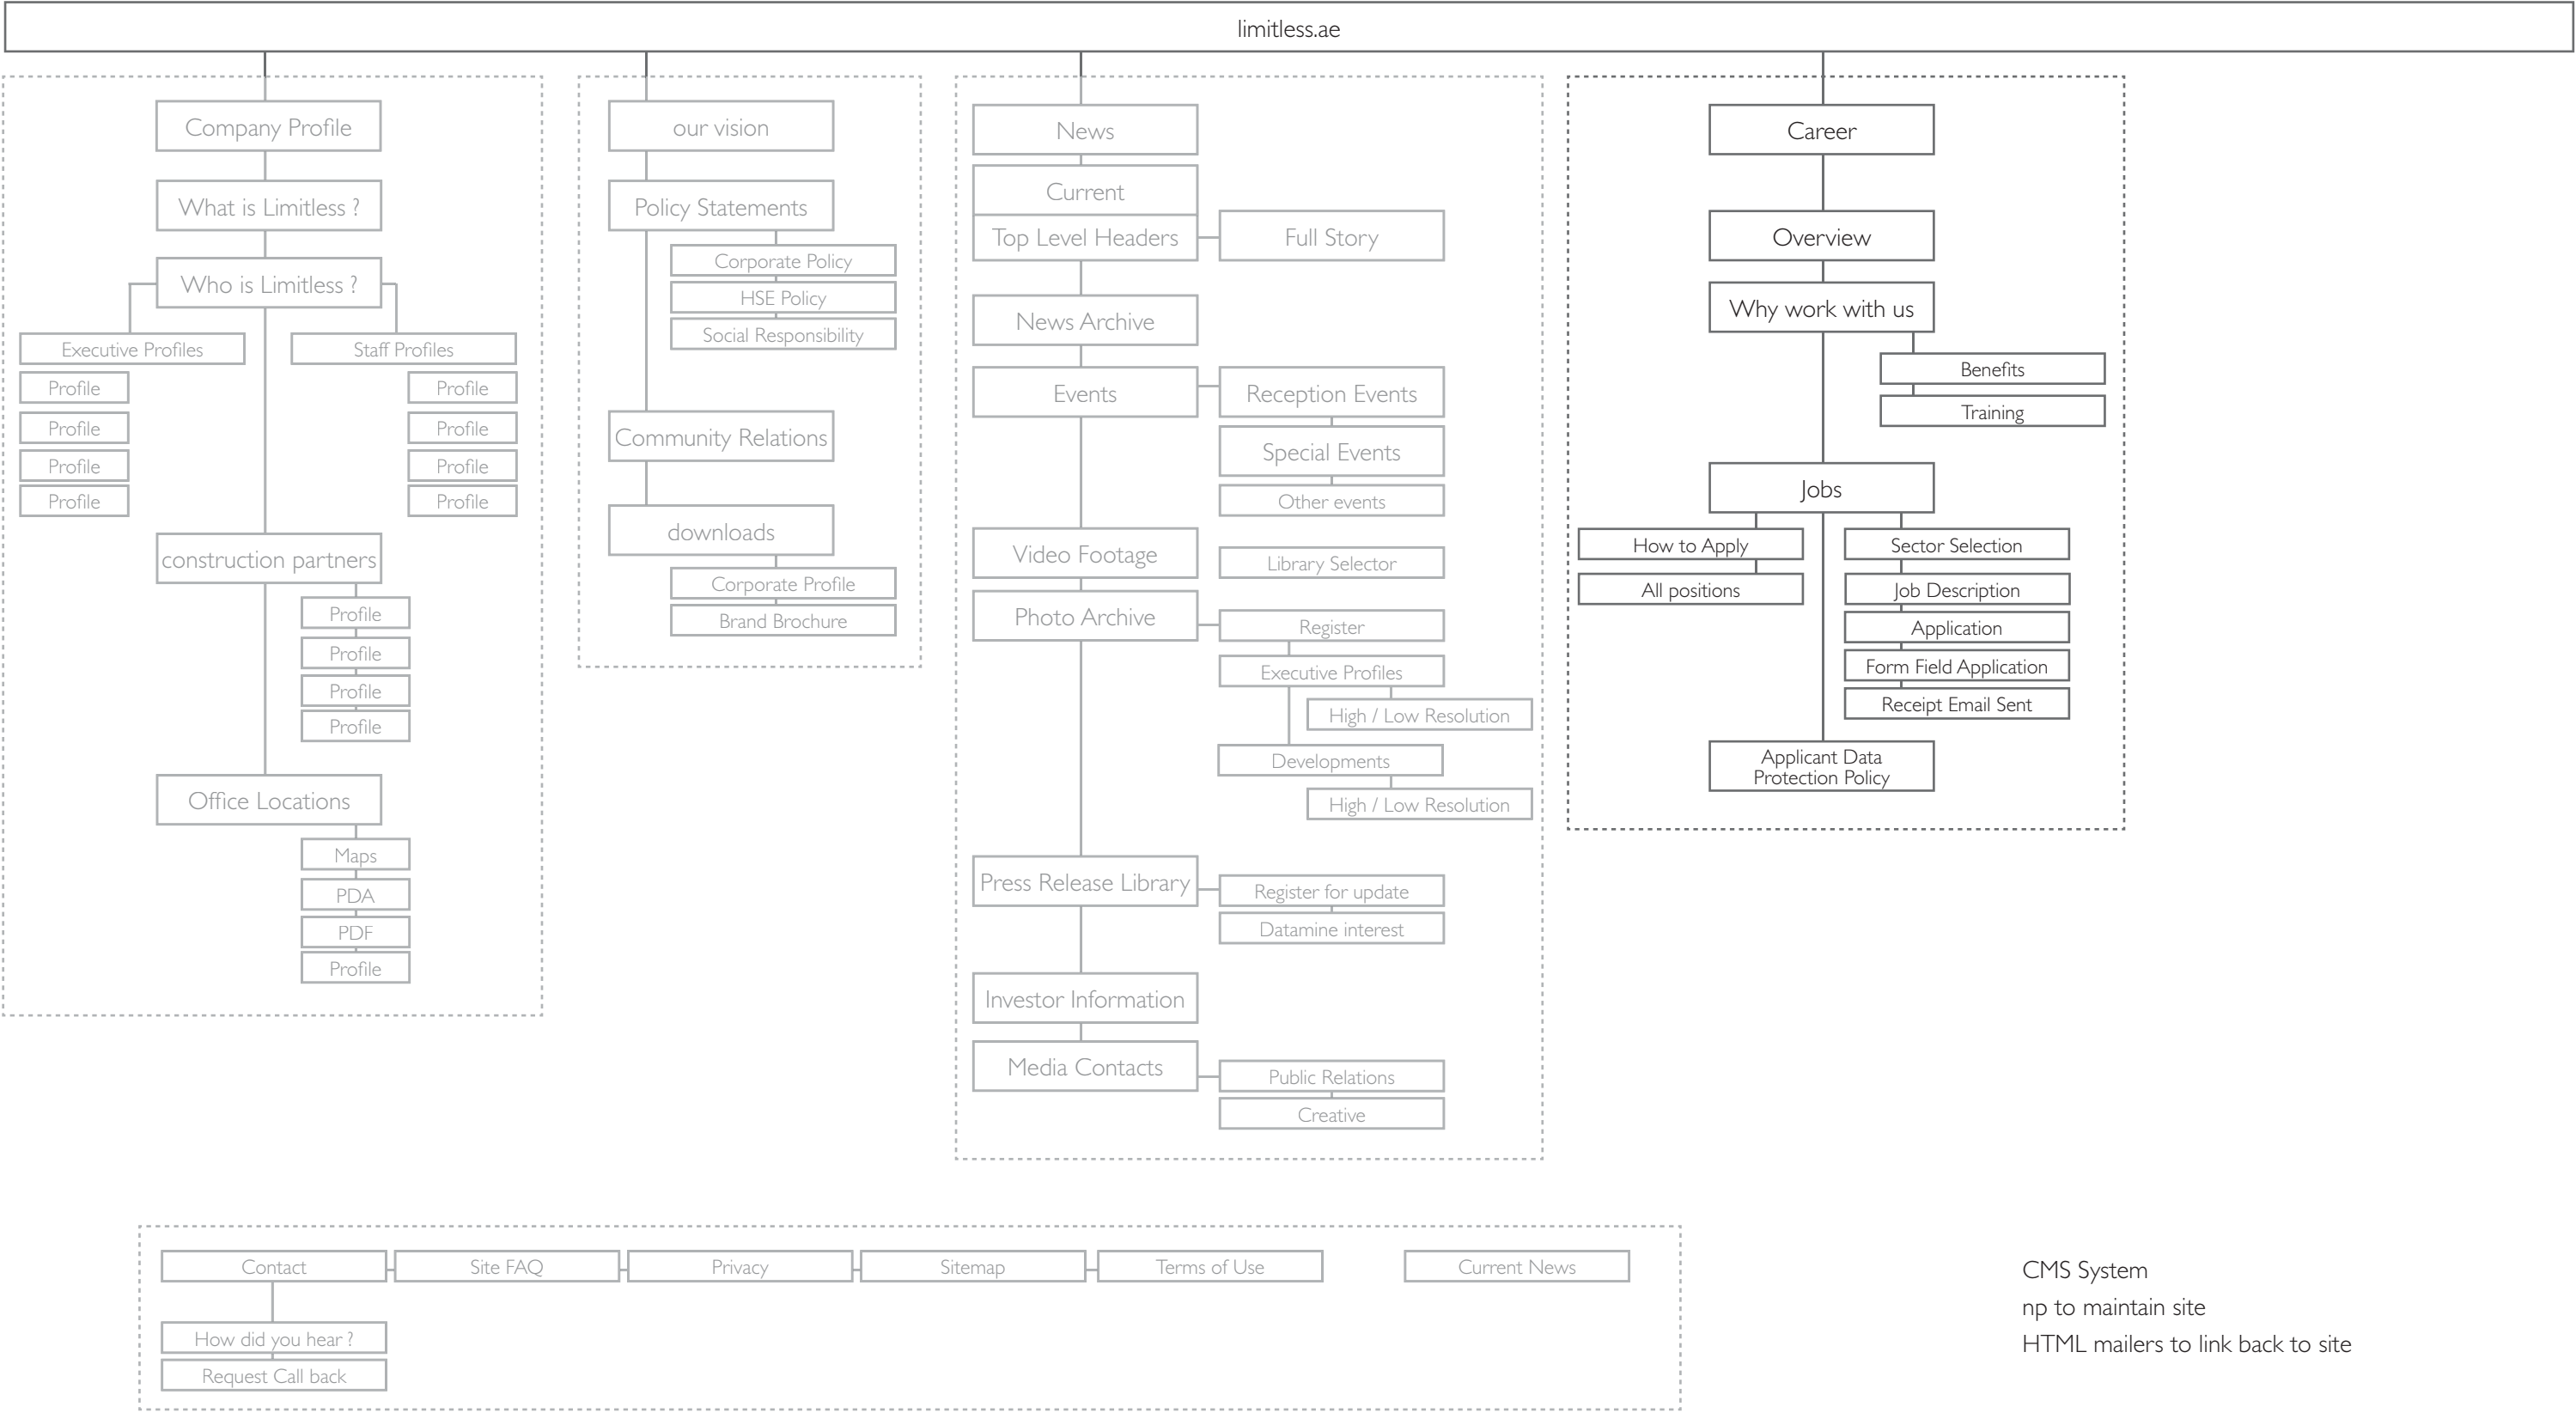 limitless.ae
Company Profile
What is Limitless ?
Who is Limitless ?
Executive Profiles
Staff Profiles
Profile
Profile
Profile
Profile
Profile
Profile
Profile
Profile
construction partners
Profile
Profile
Profile
Profile
Office Locations
Maps
PDA
PDF
Profile
our vision
Policy Statements
Corporate Policy
HSE Policy
Social Responsibility
Community Relations
downloads
Corporate Profile
Brand Brochure
News
Current
Top Level Headers
Full Story
News Archive
Events
Reception Events
Special Events
Other events
Video Footage
Library Selector
Photo Archive
Register
Executive Profiles
High / Low Resolution
Developments
High / Low Resolution
Press Release Library
Register for update
Datamine interest
Investor Information
Media Contacts
Public Relations
Creative
Career
Overview
Why work with us
Benefits
Training
Jobs
How to Apply
All positions
Sector Selection
Job Description
Application
Form Field Application
Receipt Email Sent
Applicant Data
Protection Policy
Contact
Site FAQ
Privacy
Sitemap
Terms of Use
Current News
How did you hear ?
Request Call back
CMS System
np to maintain site
HTML mailers to link back to site